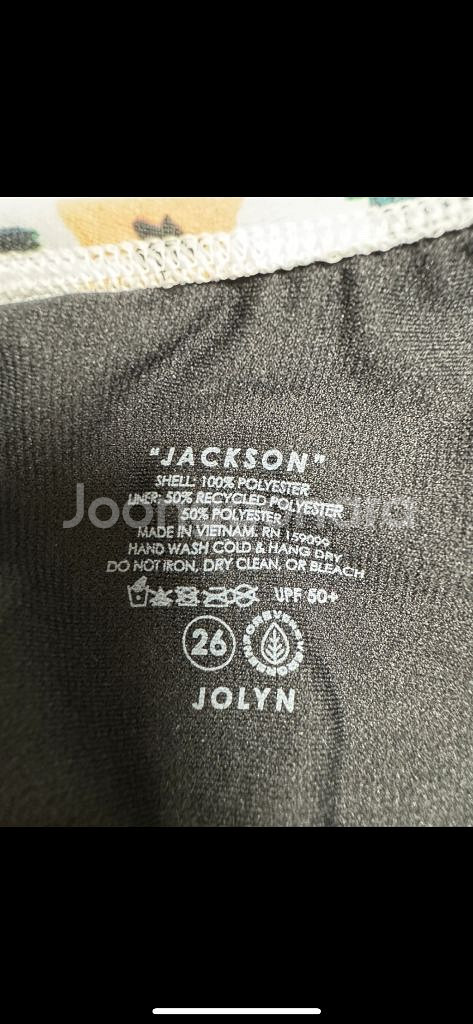 "JACKSON"
SHELL: 100% POLYESTER
LINER: 50% RECYCLED POLYESTER
50% POLYESTER
MADE IN VIETNAM. RN 159099
HAND WASH COLD & HANG DRY
DO NOT IRON, DRY CLEAN, OR BLEACH
UPF 50+
26
JOLYN